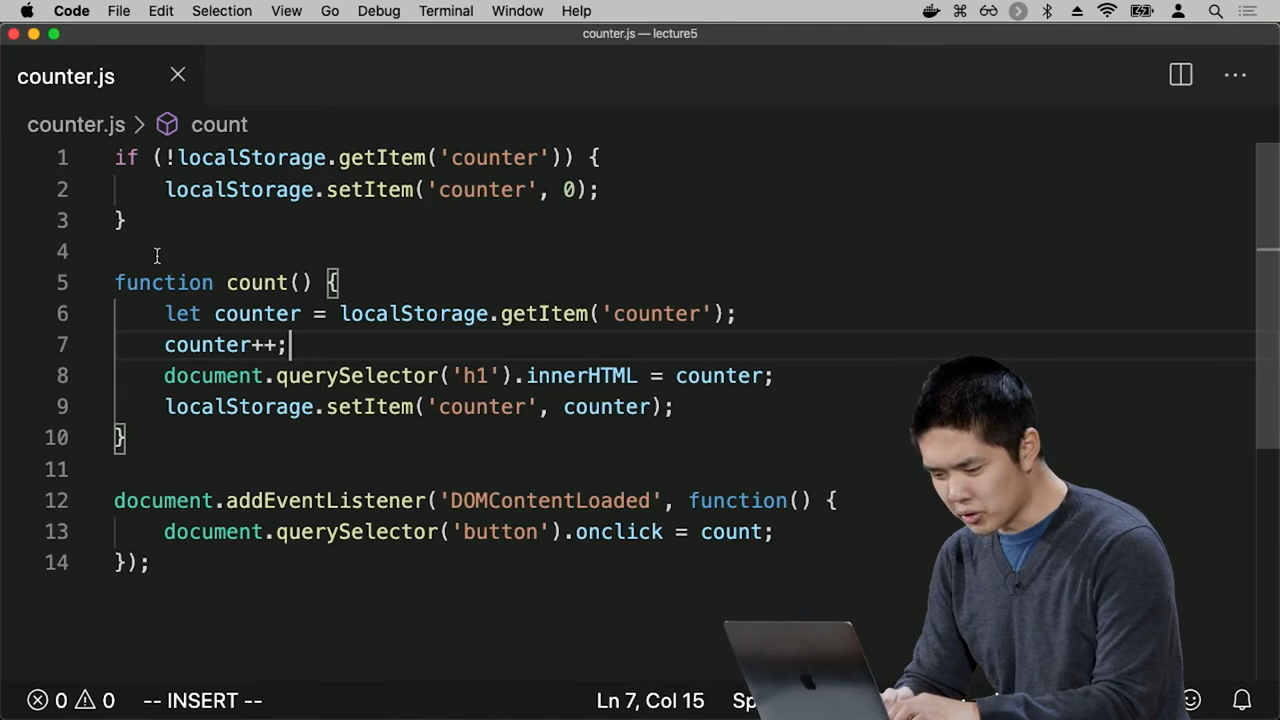 Code File Edit Selection View Go Debug Terminal Window Help
counter.js — lecture5
counter.js
counter.js > count
1 if (!localStorage.getItem('counter')) {
2 localStorage.setItem('counter', 0);
3 }
4
5 function count() {
6 let counter = localStorage.getItem('counter');
7 counter++;
8 document.querySelector('h1').innerHTML = counter;
9 localStorage.setItem('counter', counter);
10 }
11
12 document.addEventListener('DOMContentLoaded', function() {
13 document.querySelector('button').onclick = count;
14 });
0 0 -- INSERT -- Ln 7, Col 15